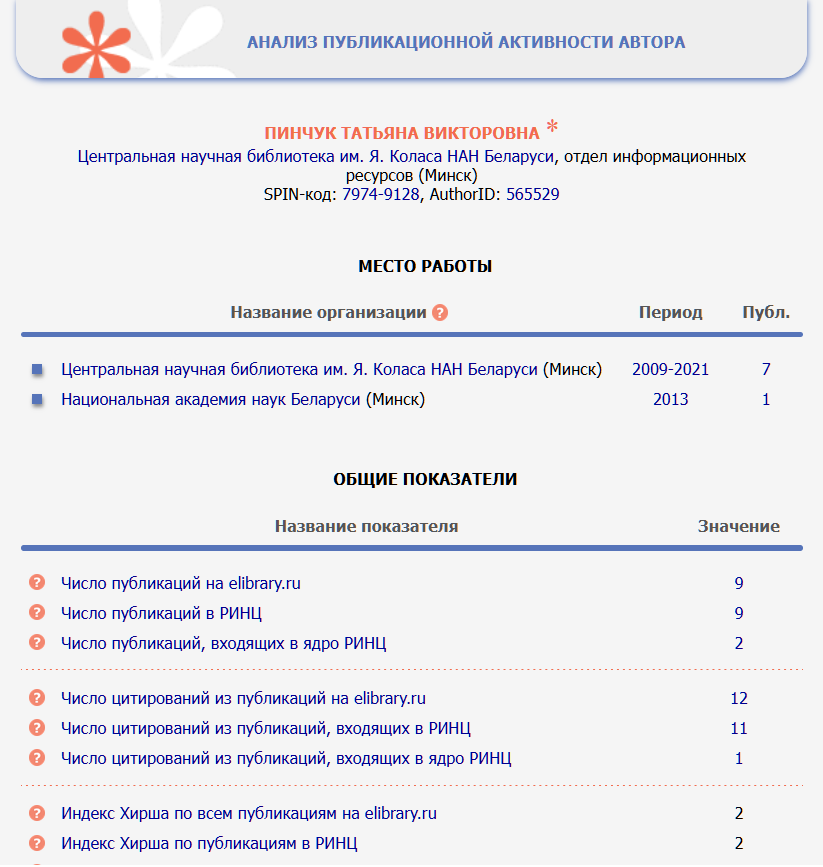 АНАЛИЗ ПУБЛИКАЦИОННОЙ АКТИВНОСТИ АВТОРА
ПИНЧУК ТАТЬЯНА ВИКТОРОВНА *
Центральная научная библиотека им. Я. Коласа НАН Беларуси, отдел информационных
ресурсов (Минск)
SPIN-код: 7974-9128, AuthorID: 565529
МЕСТО РАБОТЫ
Название организации ? Период Публ.
Центральная научная библиотека им. Я. Коласа НАН Беларуси (Минск) 2009-2021 7
Национальная академия наук Беларуси (Минск) 2013 1
ОБЩИЕ ПОКАЗАТЕЛИ
Название показателя Значение
? Число публикаций на elibrary.ru 9
? Число публикаций в РИНЦ 9
? Число публикаций, входящих в ядро РИНЦ 2
? Число цитирований из публикаций на elibrary.ru 12
? Число цитирований из публикаций, входящих в РИНЦ 11
? Число цитирований из публикаций, входящих в ядро РИНЦ 1
? Индекс Хирша по всем публикациям на elibrary.ru 2
? Индекс Хирша по публикациям в РИНЦ 2